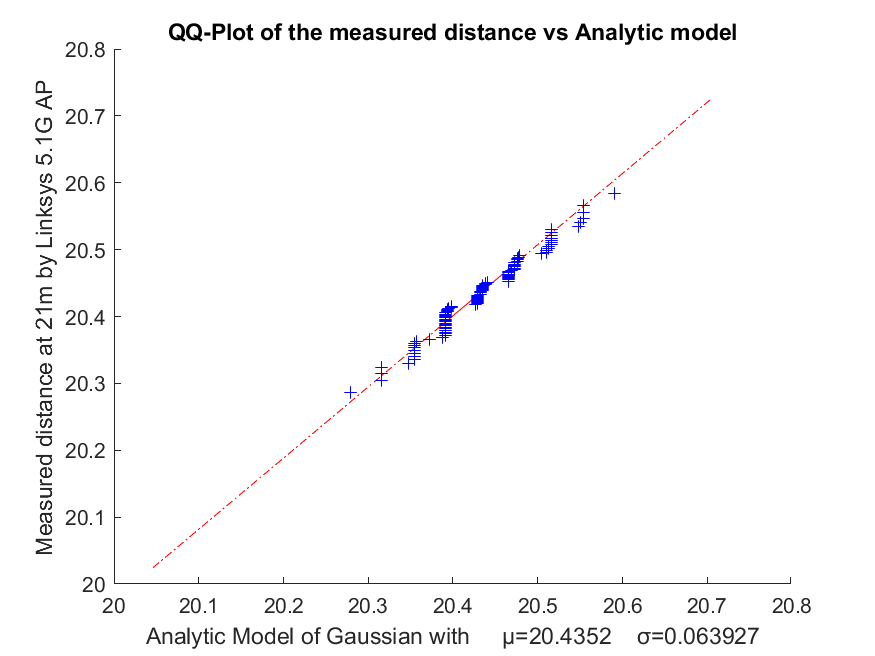 QQ-Plot of the measured distance vs Analytic model
20.8
20.7
20.6
20.5
20.4
20.3
20.2
20.1
20
Measured distance at 21m by Linksys 5.1G AP
20 20.1 20.2 20.3 20.4 20.5 20.6 20.7 20.8
Analytic Model of Gaussian with μ=20.4352 σ=0.063927